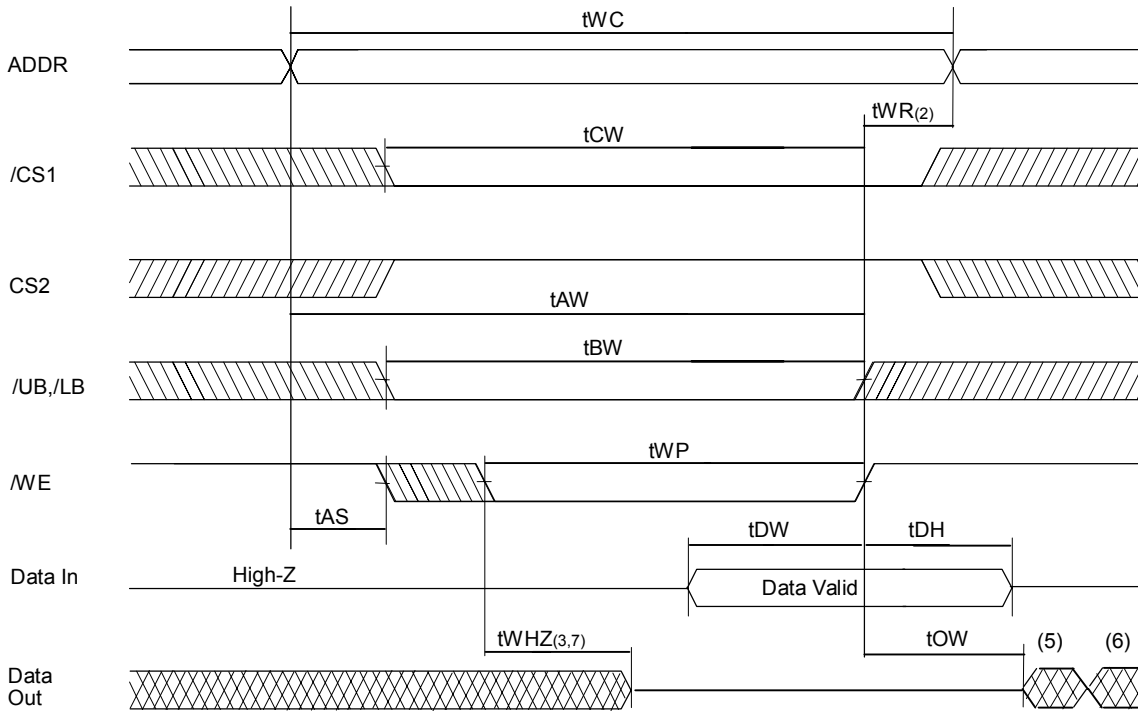 tWC
ADDR
tWR(2)
tCW
/CS1
CS2
tAW
tBW
/UB,/LB
tWP
/WE
tAS
tDW
tDH
Data In
High-Z
Data Valid
tWHZ(3,7)
tOW
(5)
(6)
Data
Out